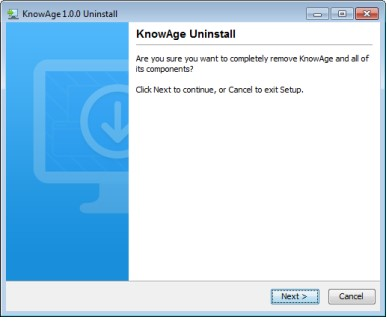 KnowAge 1.0.0 Uninstall
KnowAge Uninstall
Are you sure you want to completely remove KnowAge and all of
its components?
Click Next to continue, or Cancel to exit Setup.
Next >
Cancel